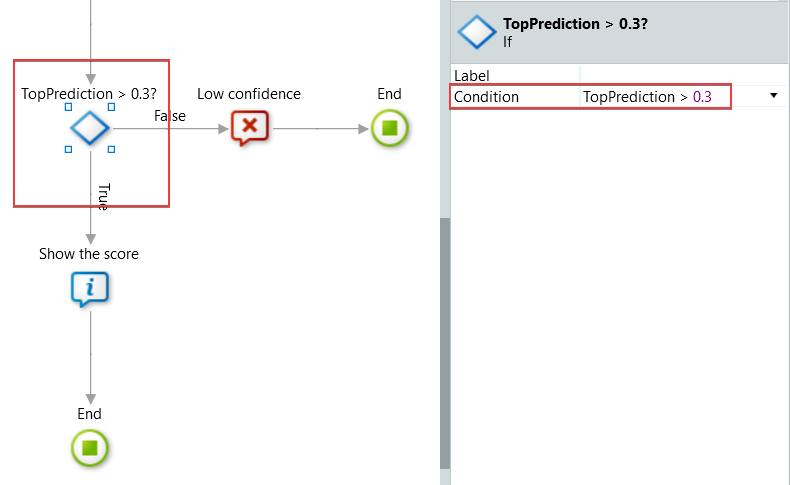 TopPrediction > 0.3?
False
Low confidence
End
True
Show the score
End
TopPrediction > 0.3?
If
Label
Condition TopPrediction > 0.3